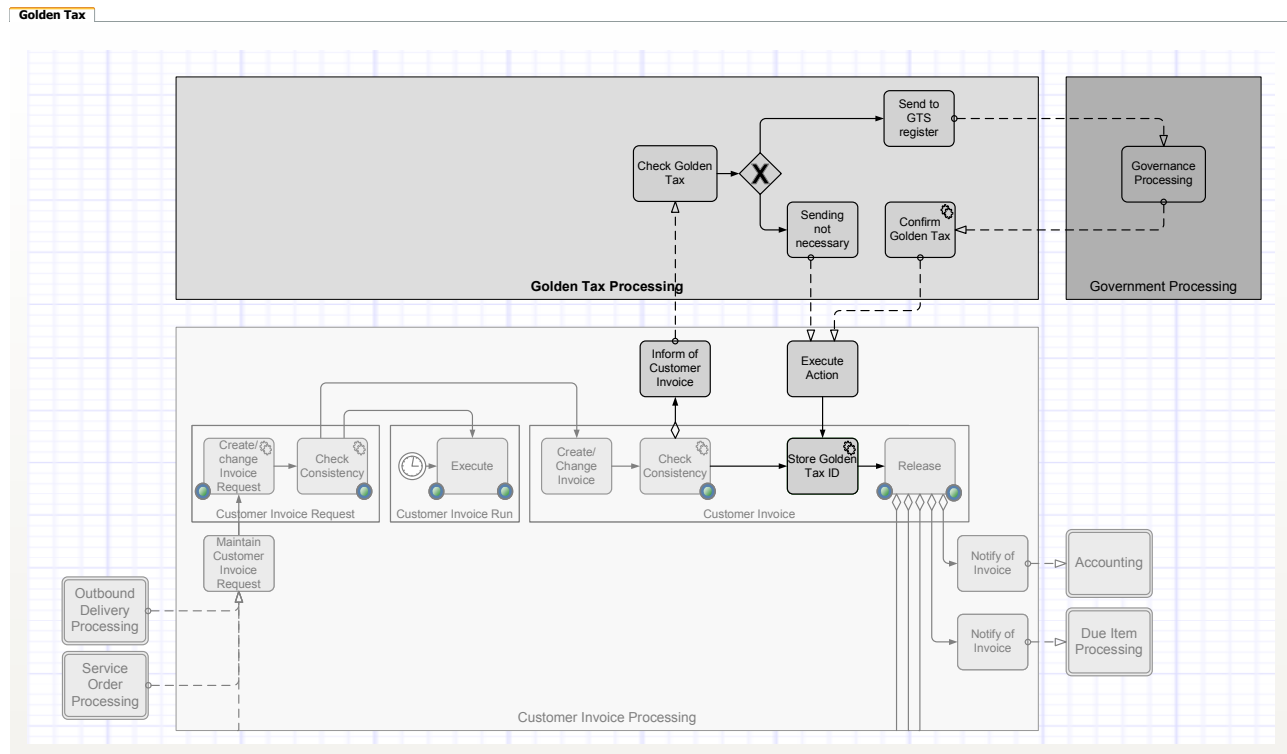 Golden Tax
Send to
GTS
register
Check Golden
Tax
X
Governance
Processing
Sending
not
necessary
Confirm
Golden Tax
Golden Tax Processing
Government Processing
Inform of
Customer
Invoice
Execute
Action
Create/
change
Invoice
Request
Check
Consistency
Execute
Create/
Change
Invoice
Check
Consistency
Store Golden
Tax ID
Release
Customer Invoice Request
Customer Invoice Run
Customer Invoice
Maintain
Customer
Invoice
Request
Notify of
Invoice
Accounting
Outbound
Delivery
Processing
Notify of
Invoice
Due Item
Processing
Service
Order
Processing
Customer Invoice Processing